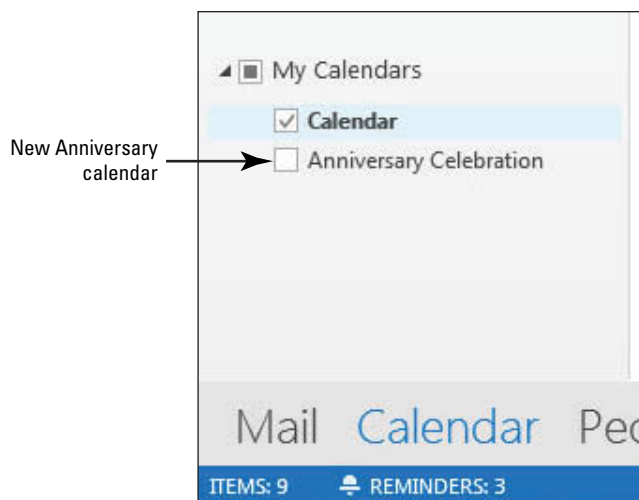 My Calendars
Calendar
New Anniversary
calendar
Anniversary Celebration
Mail Calendar
ITEMS: 9 REMINDERS: 3